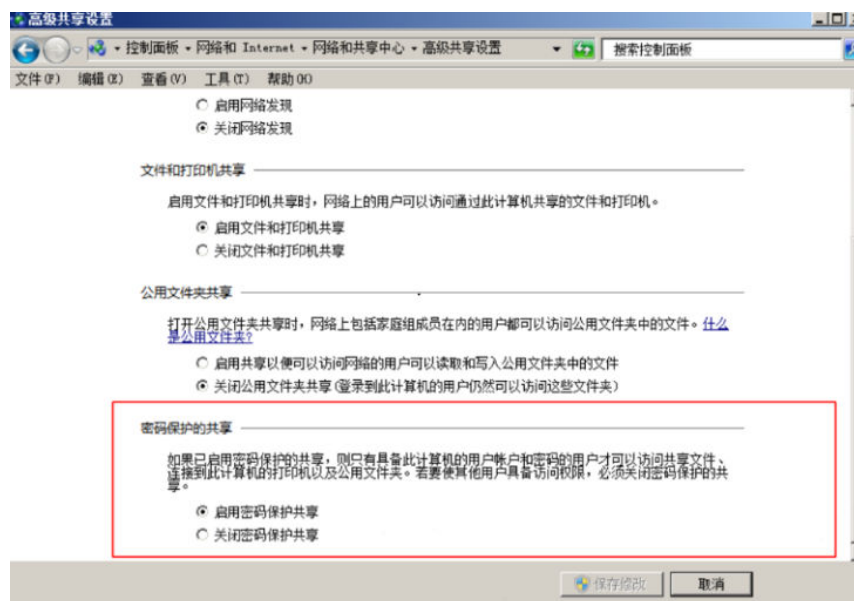 高级共享设置
控制面板 网络和 Internet 网络和共享中心 高级共享设置 搜索控制面板
文件(F) 编辑(E) 查看(V) 工具(T) 帮助(H)
启用网络发现
关闭网络发现
文件和打印机共享
启用文件和打印机共享时，网络上的用户可以访问通过此计算机共享的文件和打印机。
启用文件和打印机共享
关闭文件和打印机共享
公用文件夹共享
打开公用文件夹共享时，网络上包括家庭组成员在内的用户都可以访问公用文件夹中的文件。什么
是公用文件夹?
启用共享以便可以访问网络的用户可以读取和写入公用文件夹中的文件
关闭公用文件夹共享(登录到此计算机的用户仍然可以访问这些文件夹)
密码保护的共享
如果已启用密码保护的共享，则只有具备此计算机的用户帐户和密码的用户才可以访问共享文件、
连接到此计算机的打印机以及公用文件夹。若要使其他用户具备访问权限，必须关闭密码保护的共
享。
启用密码保护共享
关闭密码保护共享
保存修改 取消